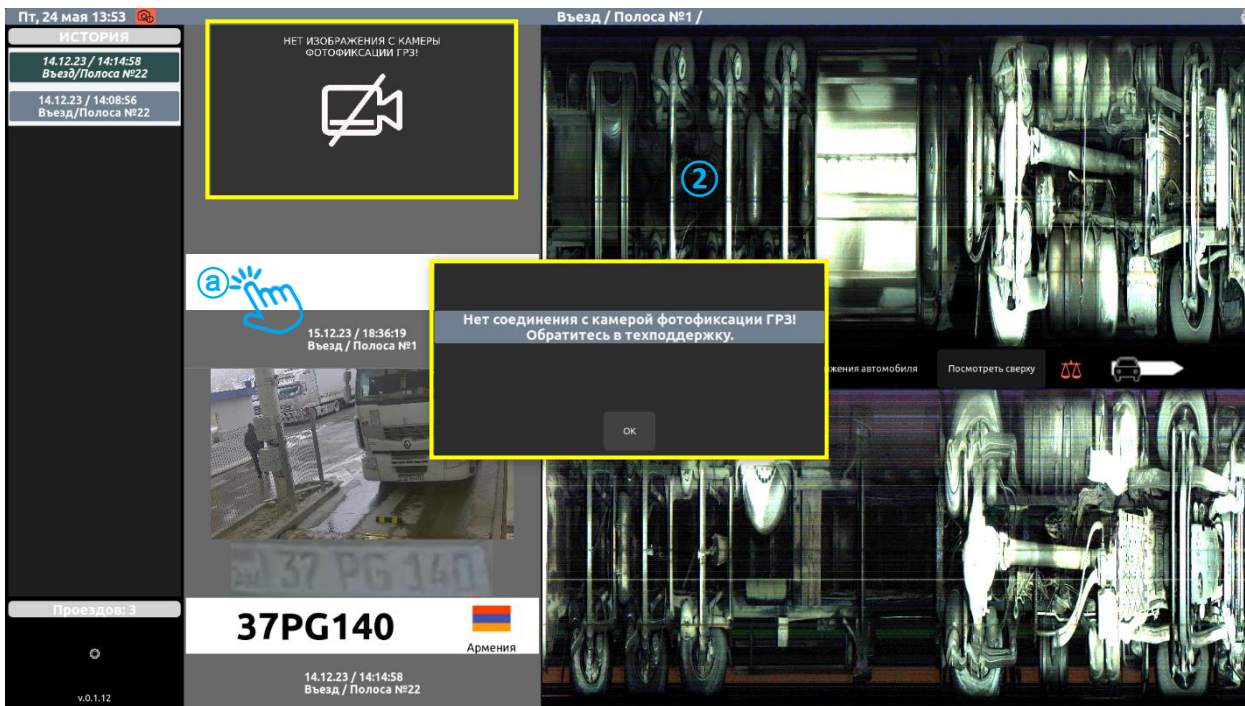 Пт, 24 мая 13:53
Въезд / Полоса №1 /
ИСТОРИЯ
14.12.23 / 14:14:58
Въезд/Полоса №22
14.12.23 / 14:08:56
Въезд/Полоса №22
НЕТ ИЗОБРАЖЕНИЯ С КАМЕРЫ
ФОТОФИКСАЦИИ ГРЗ!
2
a
15.12.23 / 18:36:19
Въезд / Полоса №1
Нет соединения с камерой фотофиксации ГРЗ!
Обратитесь в техподдержку.
ОК
жения автомобиля
Посмотреть сверху
37 PG 140
37PG140
Армения
14.12.23 / 14:14:58
Въезд / Полоса №22
Проездов: 3
v.0.1.12